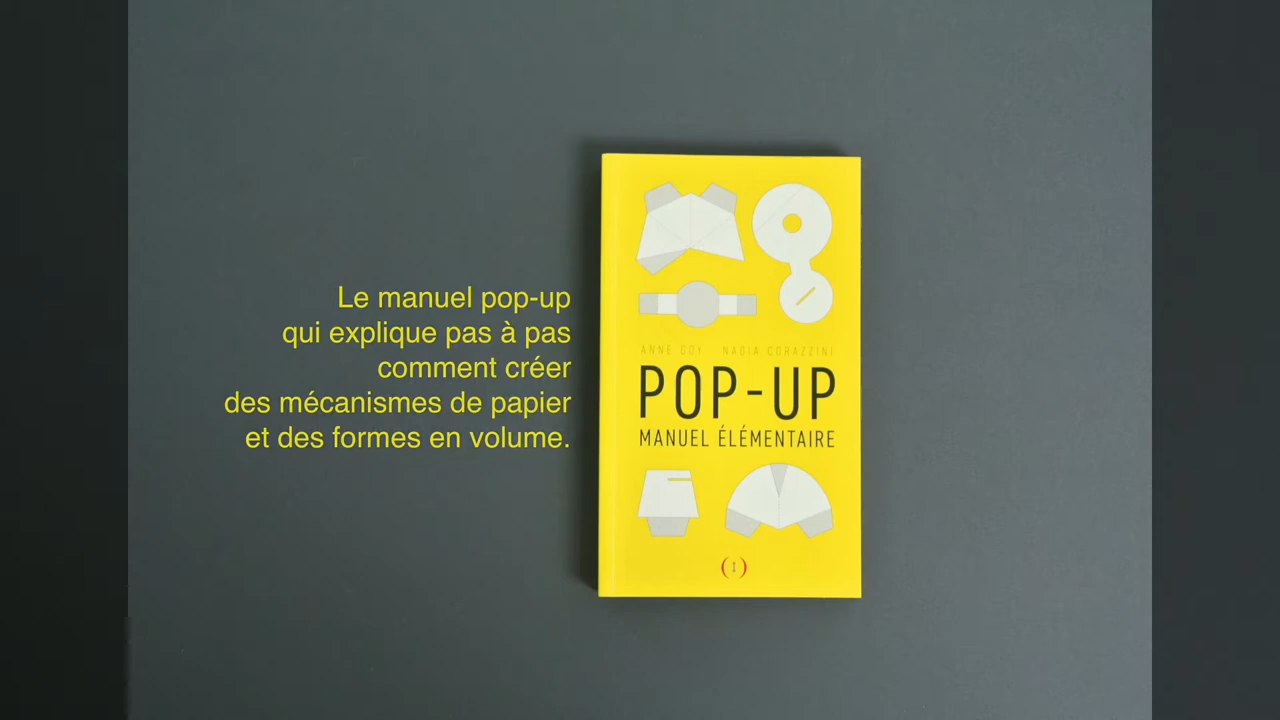 Le manuel pop-up
qui explique pas à pas
comment créer
des mécanismes de papier
et des formes en volume.
ANNE GOY NADIA CORAZZINI
POP-UP
MANUEL ÉLÉMENTAIRE